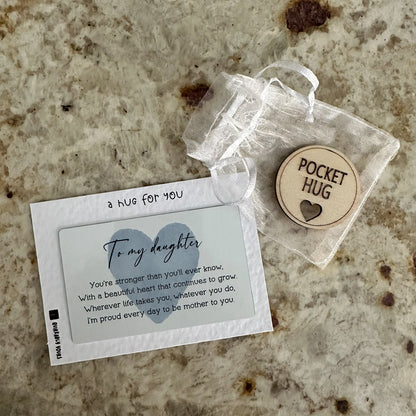 a hug for you
To my daughter
You're stronger than you'll ever know,
With a beautiful heart that continues to grow.
Wherever life takes you, whatever you do,
I'm proud every day to be mother to you.
POCKET
HUG